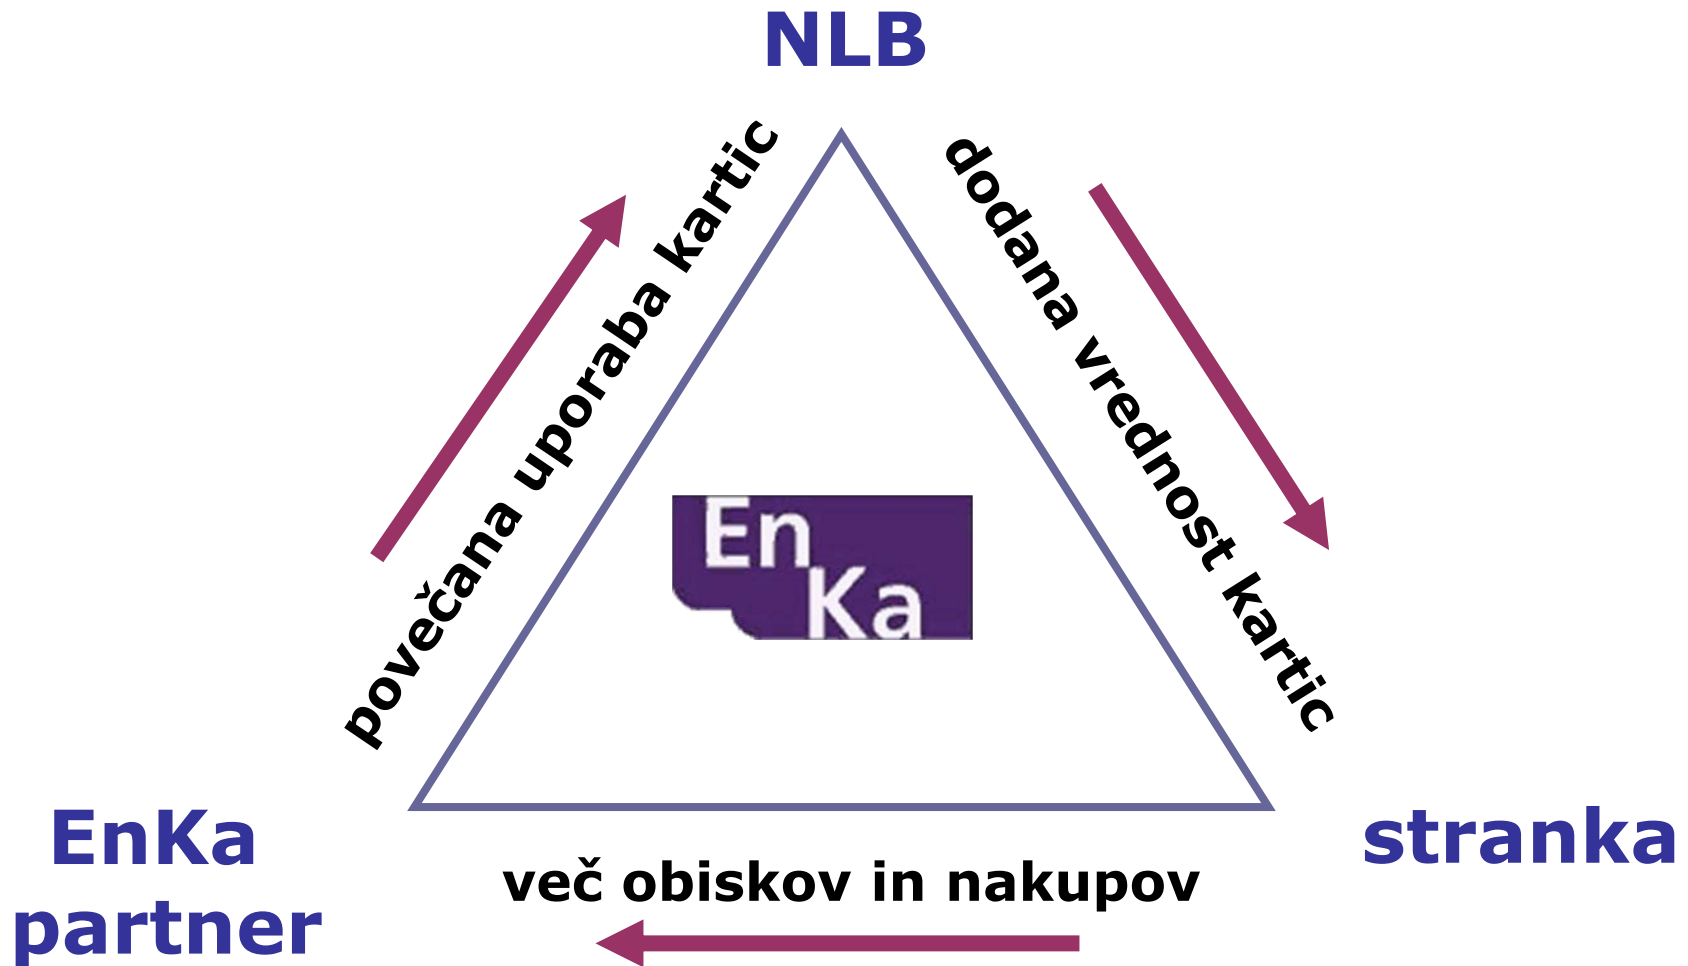 NLB
povečana uporaba kartic
dodana vrednost kartic
En
Ka
EnKa
partner
stranka
več obiskov in nakupov